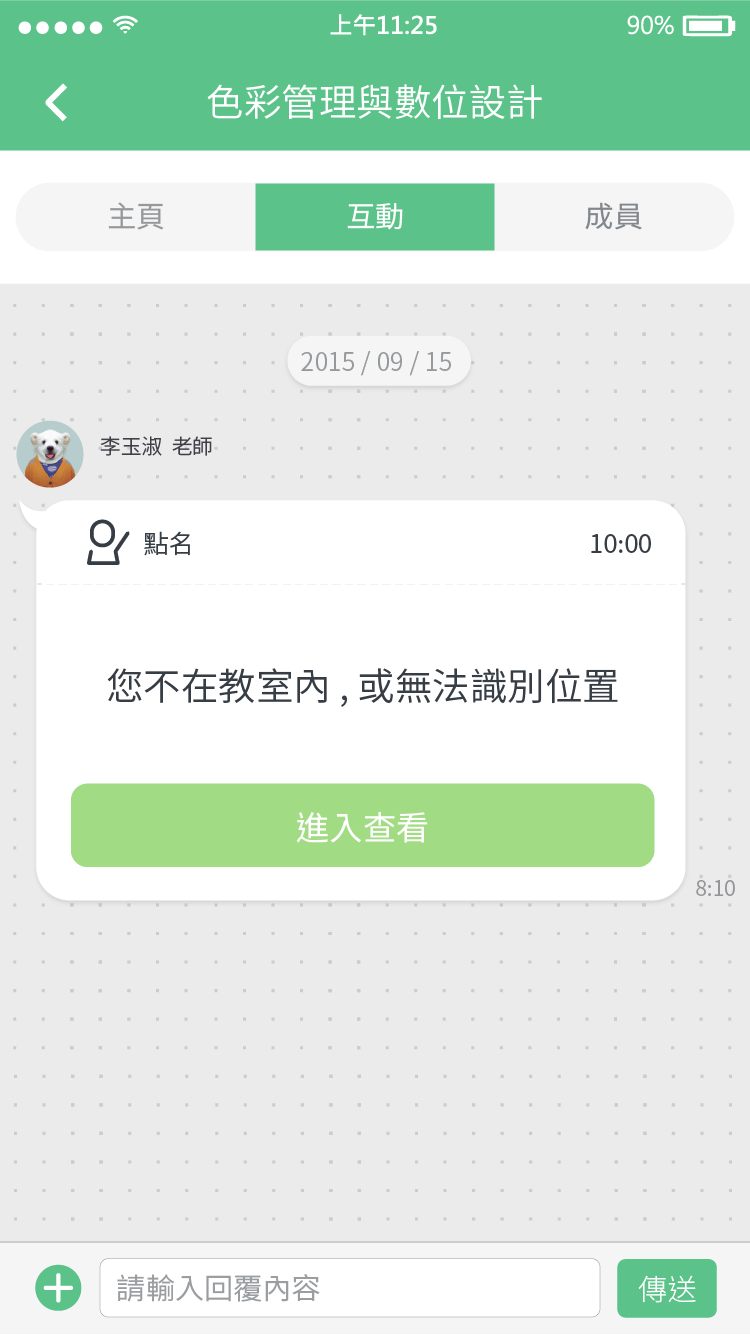 上午11:25
90%
色彩管理與數位設計
主頁
互動
成員
2015 / 09 / 15
李玉淑 老師
點名
10:00
您不在教室內 , 或無法識別位置
進入查看
8:10
請輸入回覆內容
傳送